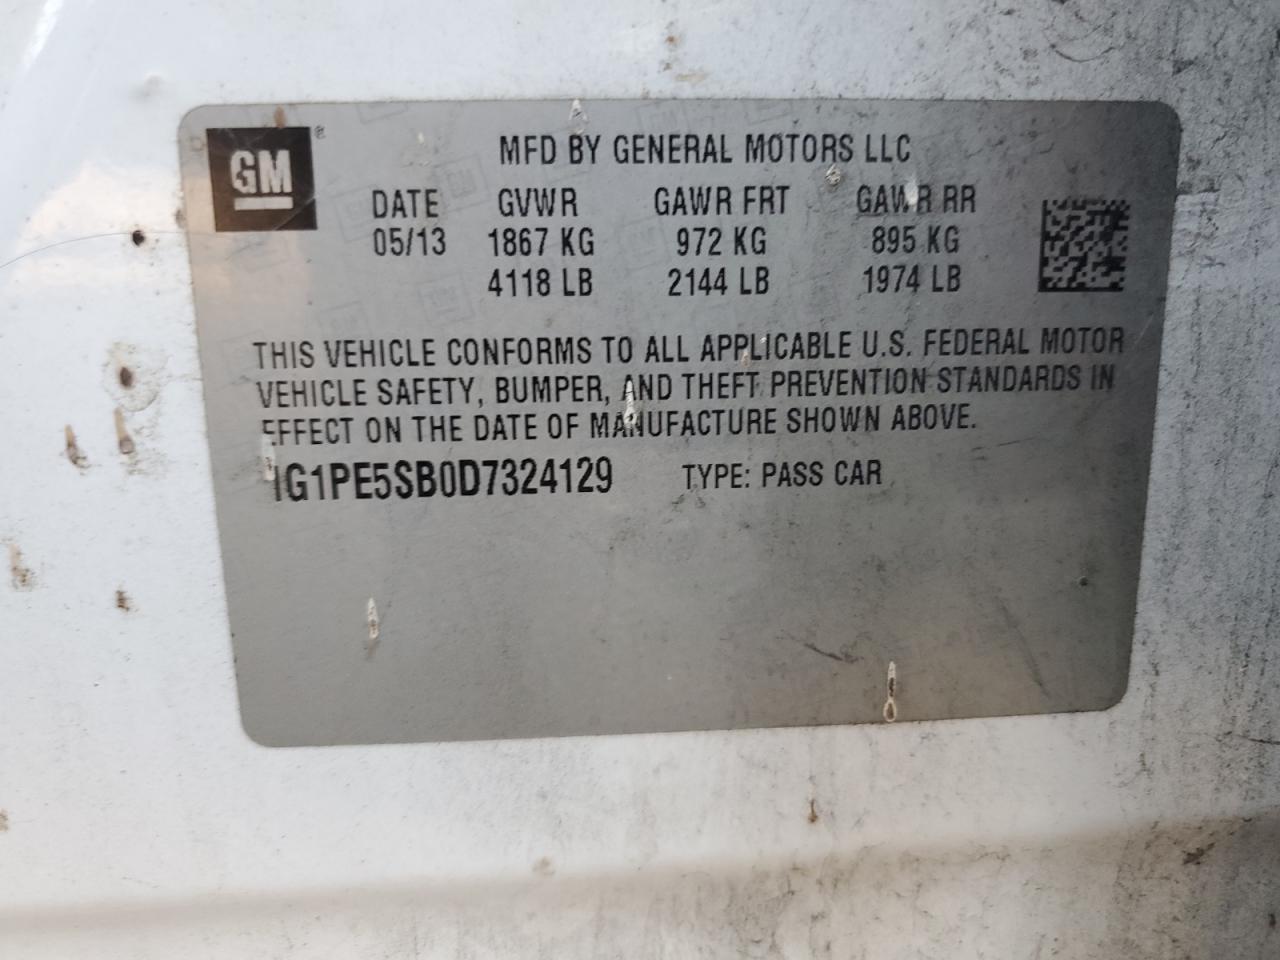 GM®
MFD BY GENERAL MOTORS LLC
DATE GVWR GAWR FRT GAWR RR
05/13 1867 KG 972 KG 895 KG
4118 LB 2144 LB 1974 LB
THIS VEHICLE CONFORMS TO ALL APPLICABLE U.S. FEDERAL MOTOR
VEHICLE SAFETY, BUMPER, AND THEFT PREVENTION STANDARDS IN
EFFECT ON THE DATE OF MANUFACTURE SHOWN ABOVE.
1G1PE5SB0D7324129 TYPE: PASS CAR